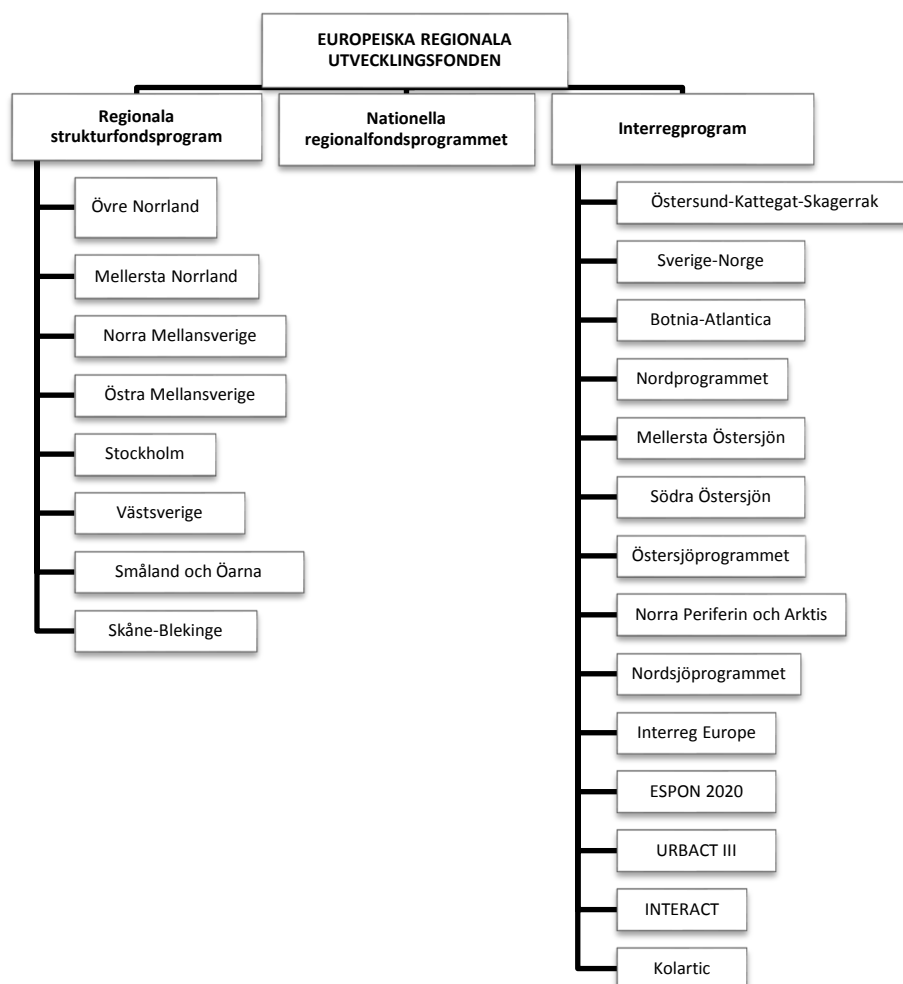 EUROPEISKA REGIONALA
UTVECKLINGSFONDEN
Regionala
strukturfondsprogram
Nationella
regionalfondsprogrammet
Interregprogram
Övre Norrland
Mellersta Norrland
Norra Mellansverige
Östra Mellansverige
Stockholm
Västsverige
Småland och Öarna
Skåne-Blekinge
Östersund-Kattegat-Skagerrak
Sverige-Norge
Botnia-Atlantica
Nordprogrammet
Mellersta Östersjön
Södra Östersjön
Östersjöprogrammet
Norra Periferin och Arktis
Nordsjöprogrammet
Interreg Europe
ESPON 2020
URBACT III
INTERACT
Kolartic